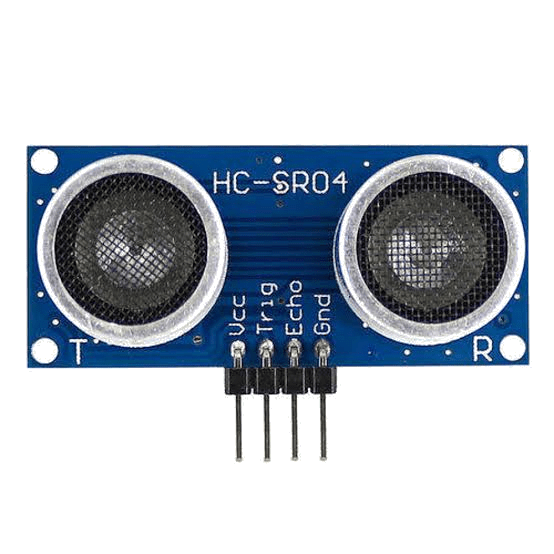 HC-SR04
Vcc
Trig
Echo
Gnd
T
R